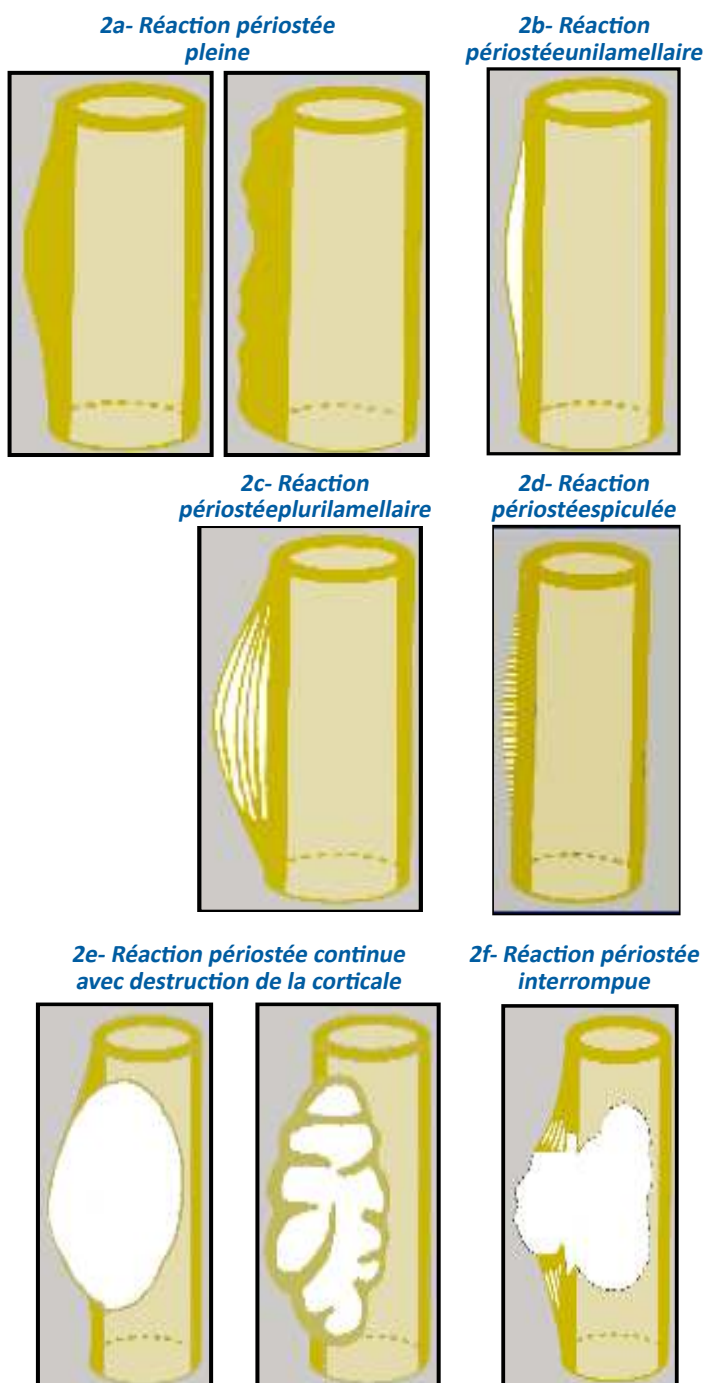 2a- Réaction périostée
pleine
2b- Réaction
périostéeunilamellaire
2c- Réaction
périostéeplurilamellaire
2d- Réaction
périostéespiculée
2e- Réaction périostée continue
avec destruction de la corticale
2f- Réaction périostée
interrompue